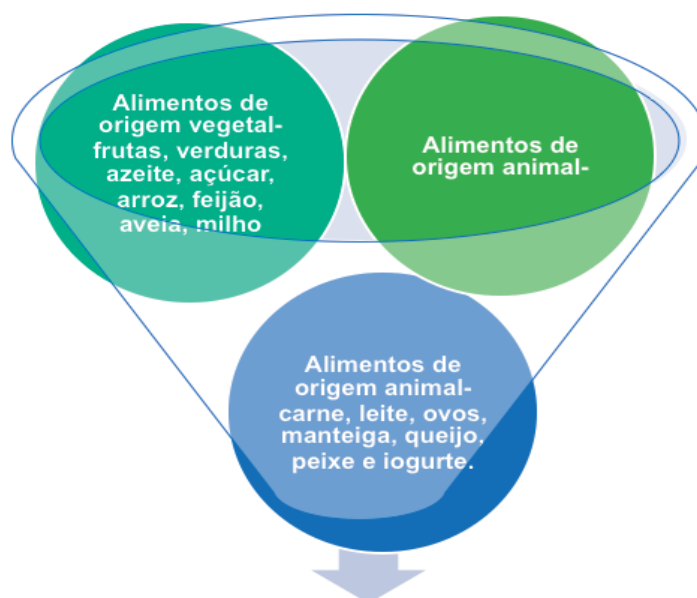 Alimentos de
origem vegetal-
frutas, verduras,
azeite, açúcar,
arroz, feijão,
aveia, milho
Alimentos de
origem animal-
Alimentos de
origem animal-
carne, leite, ovos,
manteiga, queijo,
peixe e iogurte.